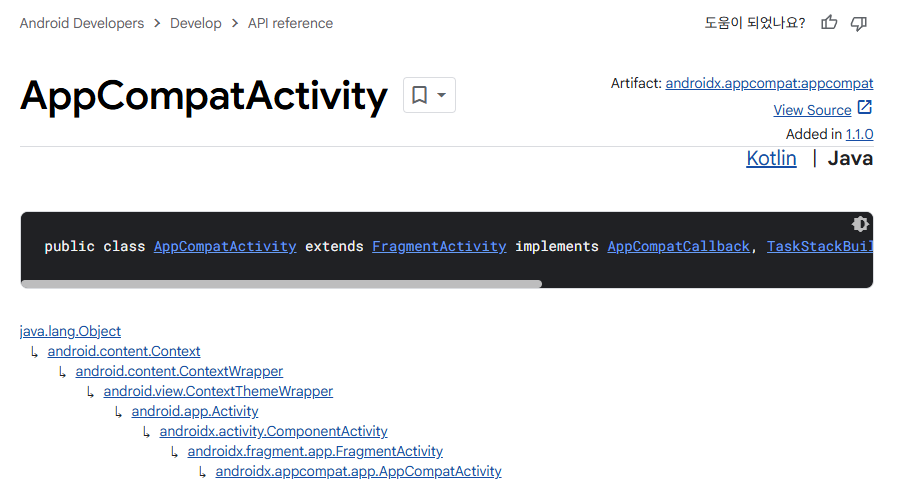 Android Developers > Develop > API reference
도움이 되었나요?
AppCompatActivity
Artifact: androidx.appcompat:appcompat
View Source
Added in 1.1.0
Kotlin | Java
public class AppCompatActivity extends FragmentActivity implements AppCompatCallback, TaskStackBuil
java.lang.Object
↳ android.content.Context
↳ android.content.ContextWrapper
↳ android.view.ContextThemeWrapper
↳ android.app.Activity
↳ androidx.activity.ComponentActivity
↳ androidx.fragment.app.FragmentActivity
↳ androidx.appcompat.app.AppCompatActivity